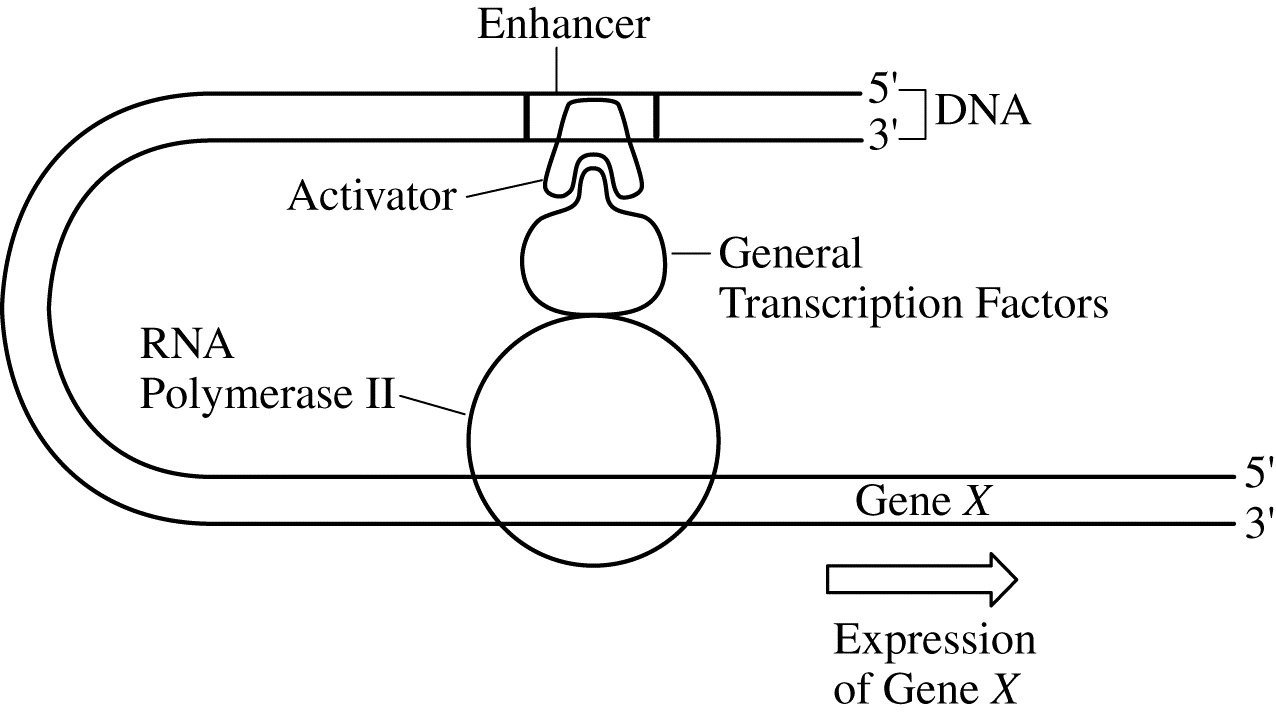 Enhancer
5'
3'
DNA
Activator
General
Transcription Factors
RNA
Polymerase II
5'
Gene X
3'
Expression
of Gene X